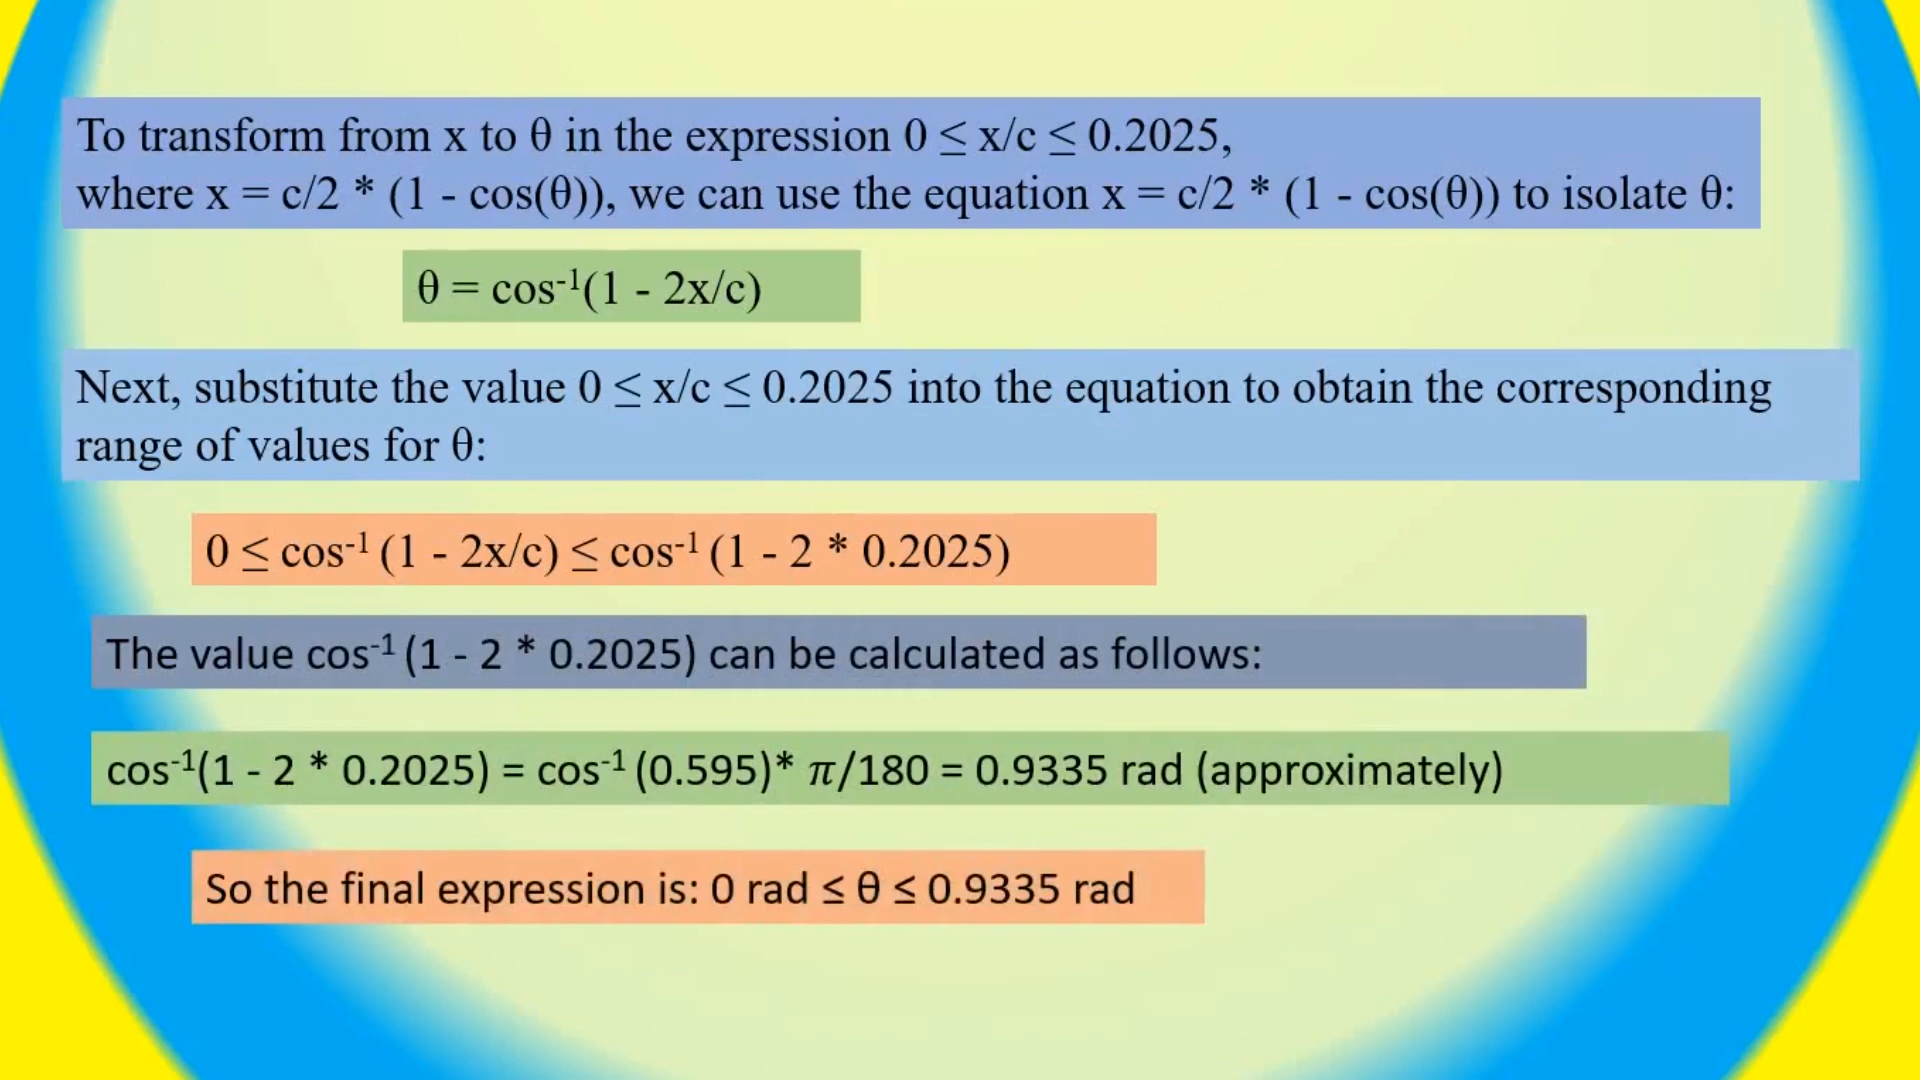 To transform from x to θ in the expression 0 ≤ x/c ≤ 0.2025,
where x = c/2 * (1 - cos(θ)), we can use the equation x = c/2 * (1 - cos(θ)) to isolate θ:
θ = cos⁻¹(1 - 2x/c)
Next, substitute the value 0 ≤ x/c ≤ 0.2025 into the equation to obtain the corresponding
range of values for θ:
0 ≤ cos⁻¹ (1 - 2x/c) ≤ cos⁻¹ (1 - 2 * 0.2025)
The value cos⁻¹ (1 - 2 * 0.2025) can be calculated as follows:
cos⁻¹(1 - 2 * 0.2025) = cos⁻¹ (0.595)* π/180 = 0.9335 rad (approximately)
So the final expression is: 0 rad ≤ θ ≤ 0.9335 rad